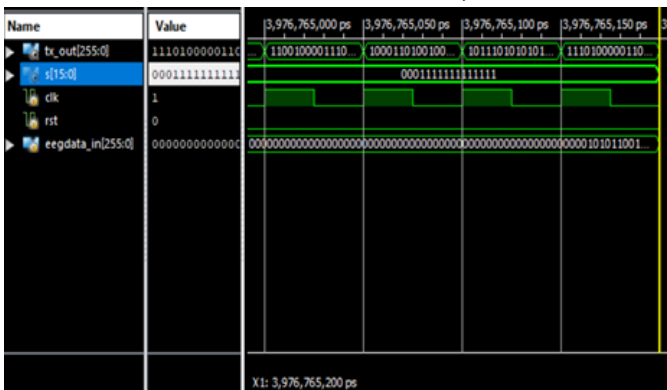 Name Value 3,976,765,000 ps 3,976,765,050 ps 3,976,765,100 ps 3,976,765,150 ps 3
tx_out[255:0] 1110100000110 ... 1100100001110... 1000110100100... 1011101010101... 1110100000110...
s[15:0] 0001111111111 0001111111111111
clk 1
rst 0
eegdata_in[255:0]
X1: 3,976,765,200 ps